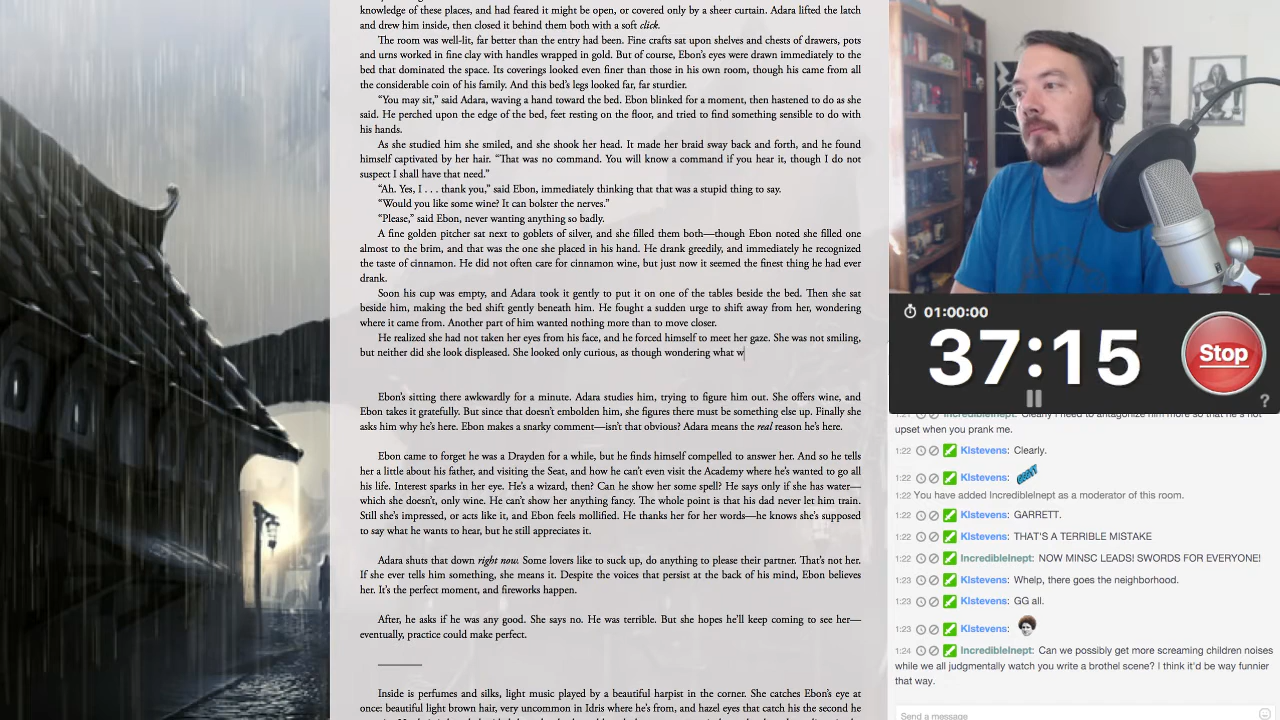 knowledge of these places, and had feared it might be open, or covered only by a sheer curtain. Adara lifted the latch
and drew him inside, then closed it behind them both with a soft click.
The room was well-lit, far better than the entry had been. Fine crafts sat upon shelves and chests of drawers, pots
and urns worked in fine clay with handles wrapped in gold. But of course, Ebon's eyes were drawn immediately to the
bed that dominated the space. Its coverings looked even finer than those in his own room, though his came from all
the considerable coin of his family. And this bed's legs looked far, far sturdier.
“You may sit,” said Adara, waving a hand toward the bed. Ebon blinked for a moment, then hastened to do as she
said. He perched upon the edge of the bed, feet resting on the floor, and tried to find something sensible to do with
his hands.
As she studied him she smiled, and she shook her head. It made her braid sway back and forth, and he found
himself captivated by her hair. “That was no command. You will know a command if you hear it, though I do not
suspect I shall have that need.”
“Ah. Yes, I . . . thank you,” said Ebon, immediately thinking that that was a stupid thing to say.
“Would you like some wine? It can bolster the nerves.”
“Please,” said Ebon, never wanting anything so badly.
A fine golden pitcher sat next to goblets of silver, and she filled them both—though Ebon noted she filled one
almost to the brim, and that was the one she placed in his hand. He drank greedily, and immediately he recognized
the taste of cinnamon. He did not often care for cinnamon wine, but just now it seemed the finest thing he had ever
drank.
Soon his cup was empty, and Adara took it gently to put it on one of the tables beside the bed. Then she sat
beside him, making the bed shift gently beneath him. He fought a sudden urge to shift away from her, wondering
where it came from. Another part of him wanted nothing more than to move closer.
He realized she had not taken her eyes from his face, and he forced himself to meet her gaze. She was not smiling,
but neither did she look displeased. She looked only curious, as though wondering what w
Ebon's sitting there awkwardly for a minute. Adara studies him, trying to figure him out. She offers wine, and
Ebon takes it gratefully. But since that doesn't embolden him, she figures there must be something else up. Finally she
asks him why he's here. Ebon makes a snarky comment—isn't that obvious? Adara means the real reason he's here.
Ebon came to forget he was a Drayden for a while, but he finds himself compelled to answer her. And so he tells
her a little about his father, and visiting the Seat, and how he can't even visit the Academy where he's wanted to go all
his life. Interest sparks in her eye. He's a wizard, then? Can he show her some spell? He says only if she has water—
which she doesn't, only wine. He can't show her anything fancy. The whole point is that his dad never let him train.
Still she's impressed, or acts like it, and Ebon feels mollified. He thanks her for her words—he knows she's supposed
to say what he wants to hear, but he still appreciates it.
Adara shuts that down right now. Some lovers like to suck up, do anything to please their partner. That's not her.
If she ever tells him something, she means it. Despite the voices that persist at the back of his mind, Ebon believes
her. It's the perfect moment, and fireworks happen.
After, he asks if he was any good. She says no. He was terrible. But she hopes he'll keep coming to see her—
eventually, practice could make perfect.
Inside is perfumes and silks, light music played by a beautiful harpist in the corner. She catches Ebon's eye at
once: beautiful light brown hair, very uncommon in Idris where he's from, and hazel eyes that catch his the second he
01:00:00
37:15
Stop
?
IncredibleInept: Clearly I need to antagonize him more so that he's not
upset when you prank me.
1:22 Klstevens: Clearly.
1:22 Klstevens:
1:22 You have added IncredibleInept as a moderator of this room.
1:22 Klstevens: GARRETT.
1:22 Klstevens: THAT'S A TERRIBLE MISTAKE
1:22 IncredibleInept: NOW MINSC LEADS! SWORDS FOR EVERYONE!
1:23 Klstevens: Whelp, there goes the neighborhood.
1:23 Klstevens: GG all.
1:23 Klstevens:
1:24 IncredibleInept: Can we possibly get more screaming children noises
while we all judgmentally watch you write a brothel scene? I think it'd be way funnier
that way.
Send a message